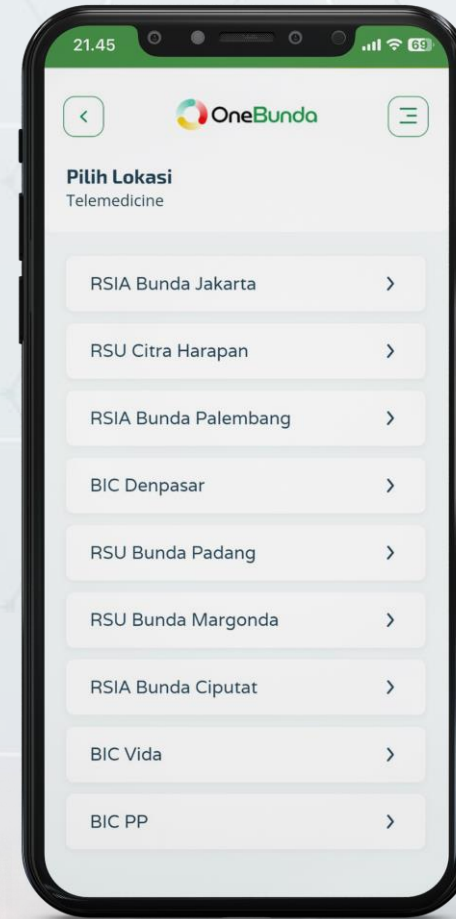 21.45
69
OneBunda
Pilih Lokasi
Telemedicine
RSIA Bunda Jakarta
RSU Citra Harapan
RSIA Bunda Palembang
BIC Denpasar
RSU Bunda Padang
RSU Bunda Margonda
RSIA Bunda Ciputat
BIC Vida
BIC PP